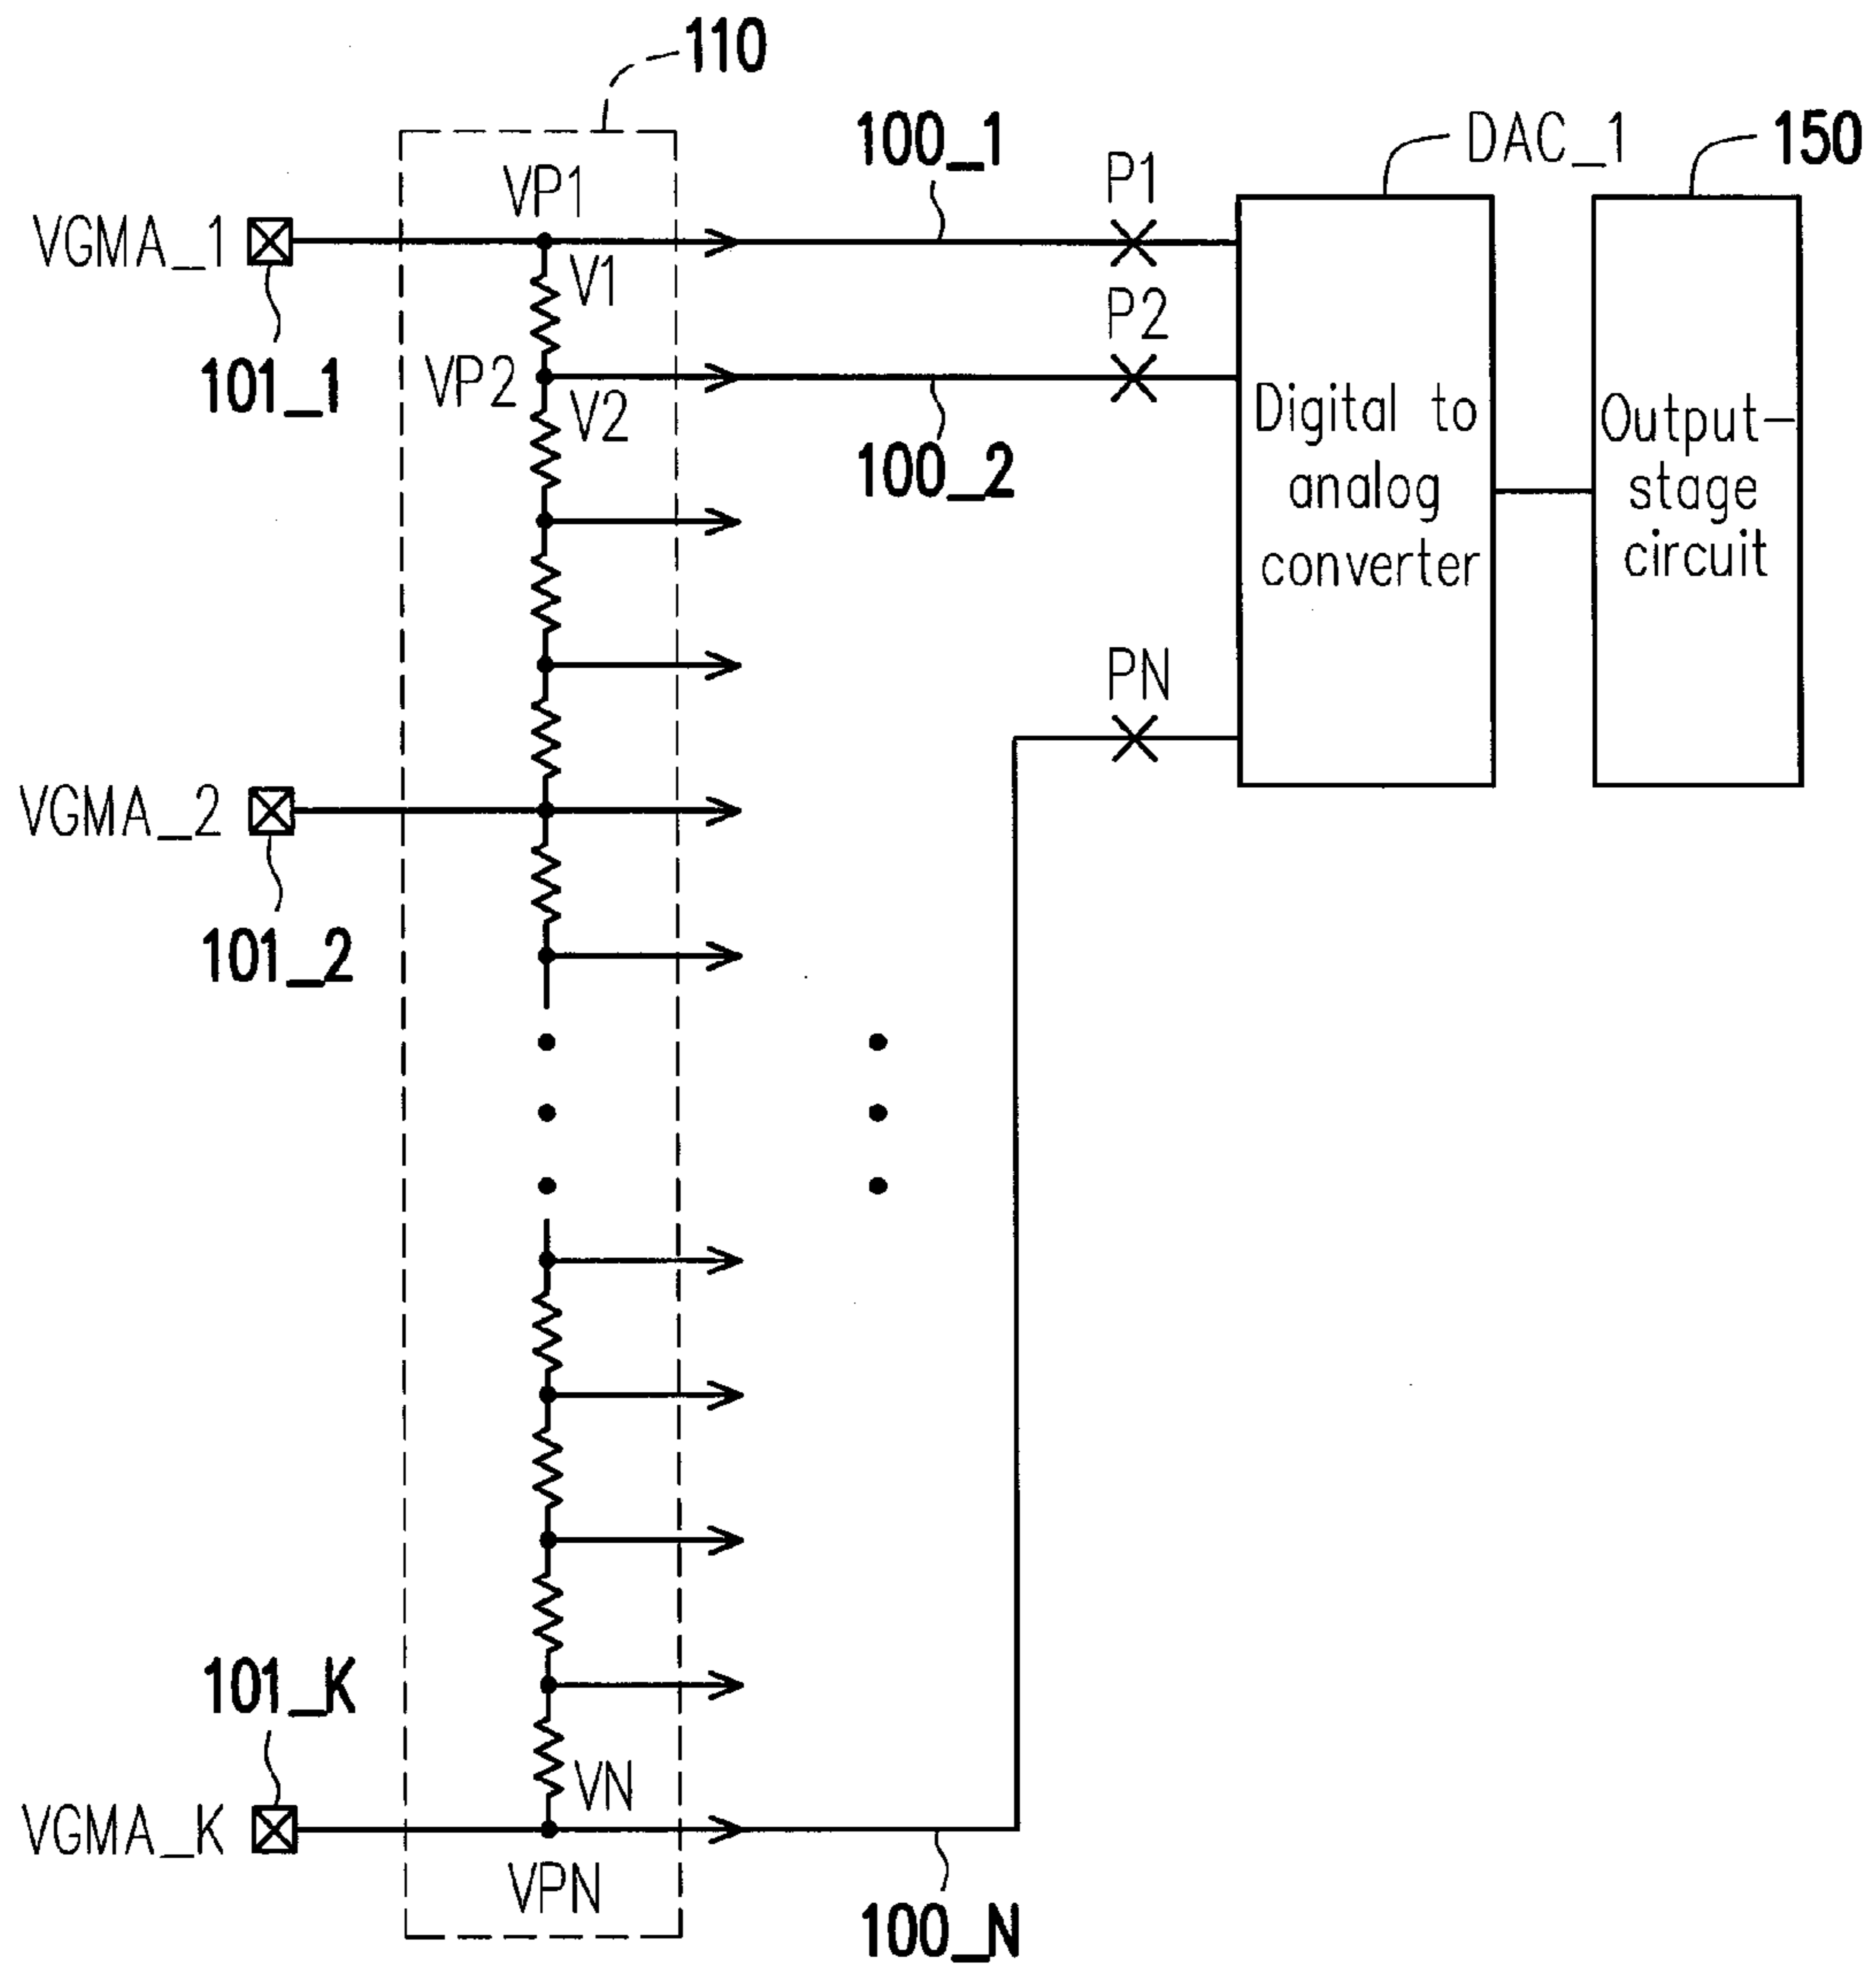 110
100_1
DAC_1
150
VP1
P1
VGMA_1
V1
P2
101_1
VP2
V2
100_2
Digital to
analog
converter
Output-
stage
circuit
PN
VGMA_2
101_2
101_K
VN
VGMA_K
VPN
100_N